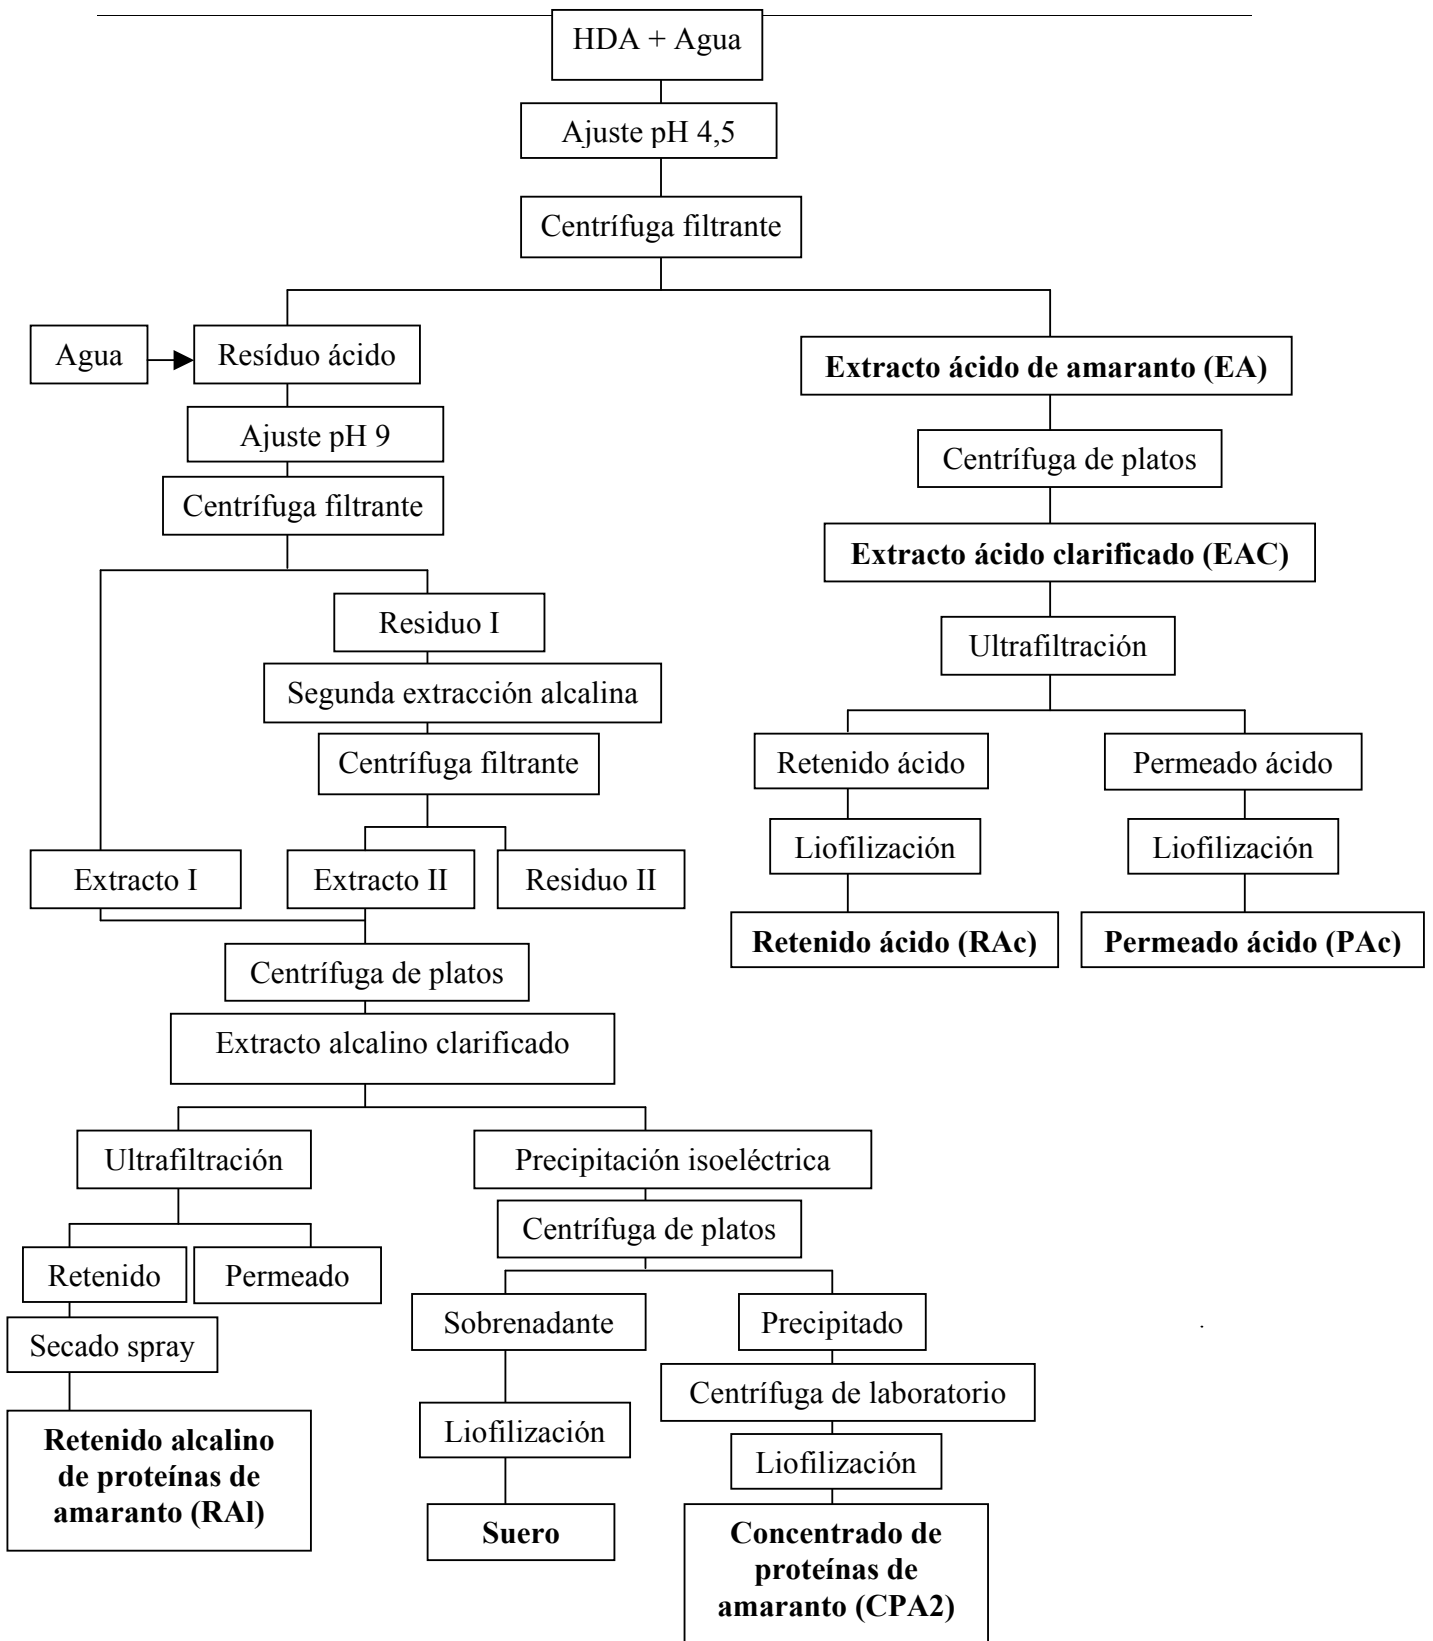 HDA + Agua
Ajuste pH 4,5
Centrífuga filtrante
Agua
Resíduo ácido
Extracto ácido de amaranto (EA)
Ajuste pH 9
Centrífuga de platos
Centrífuga filtrante
Extracto ácido clarificado (EAC)
Residuo I
Ultrafiltración
Segunda extracción alcalina
Centrífuga filtrante
Retenido ácido
Permeado ácido
Liofilización
Liofilización
Extracto I
Extracto II
Residuo II
Retenido ácido (RAc)
Permeado ácido (PAc)
Centrífuga de platos
Extracto alcalino clarificado
Ultrafiltración
Precipitación isoeléctrica
Centrífuga de platos
Retenido
Permeado
Sobrenadante
Precipitado
Secado spray
Centrífuga de laboratorio
Liofilización
Liofilización
Retenido alcalino
de proteínas de
amaranto (RAl)
Suero
Concentrado de
proteínas de
amaranto (CPA2)